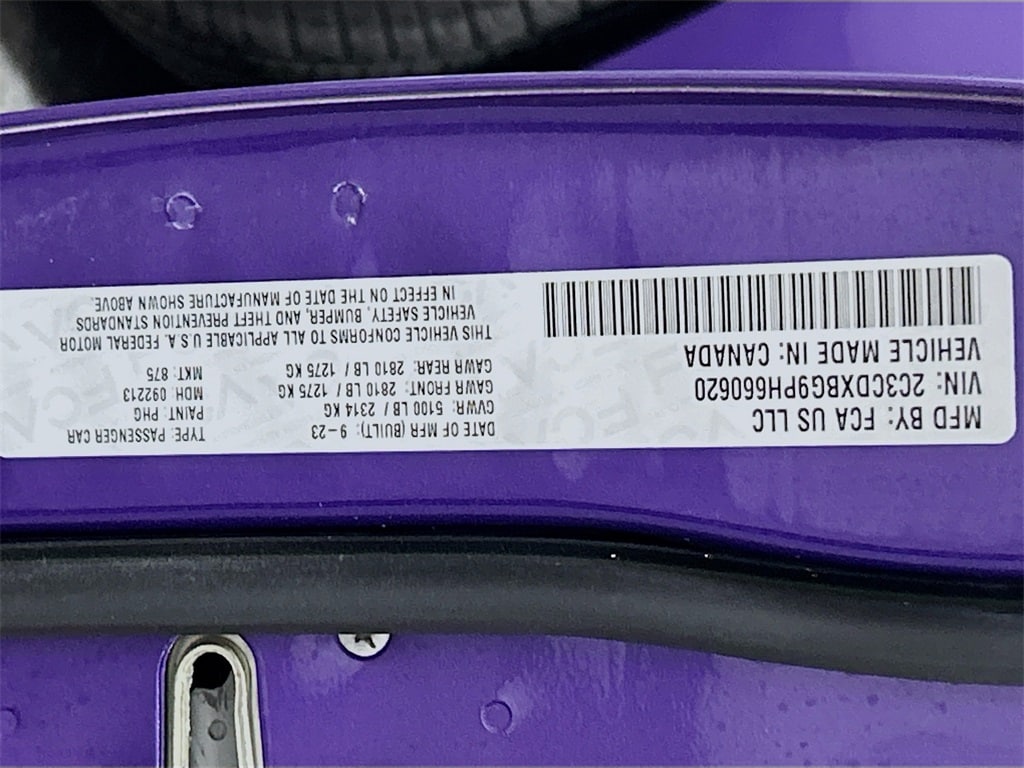 MFD BY: FCA US LLC
VIN: 2C3CDXBG9PH660620
VEHICLE MADE IN: CANADA
DATE OF MFR (BUILT): 9-23
GVWR: 5100 LB / 2314 KG
GAWR FRONT: 2810 LB / 1275 KG
GAWR REAR: 2810 LB / 1275 KG
TYPE: PASSENGER CAR
PAINT: PHG
MDH: 092213
MKT: 875
THIS VEHICLE CONFORMS TO ALL APPLICABLE U.S.A. FEDERAL MOTOR
VEHICLE SAFETY, BUMPER, AND THEFT PREVENTION STANDARDS
IN EFFECT ON THE DATE OF MANUFACTURE SHOWN ABOVE.